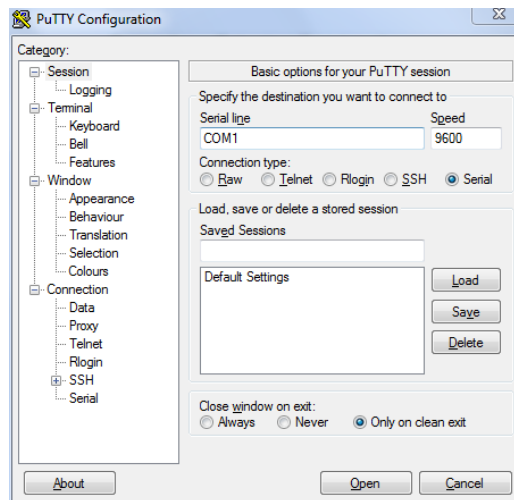 PuTTY Configuration
Category:
Session
Logging
Terminal
Keyboard
Bell
Features
Window
Appearance
Behaviour
Translation
Selection
Colours
Connection
Data
Proxy
Telnet
Rlogin
SSH
Serial
Basic options for your PuTTY session
Specify the destination you want to connect to
Serial line Speed
COM1 9600
Connection type:
Raw Telnet Rlogin SSH Serial
Load, save or delete a stored session
Saved Sessions
Default Settings
Load
Save
Delete
Close window on exit:
Always Never Only on clean exit
About Open Cancel